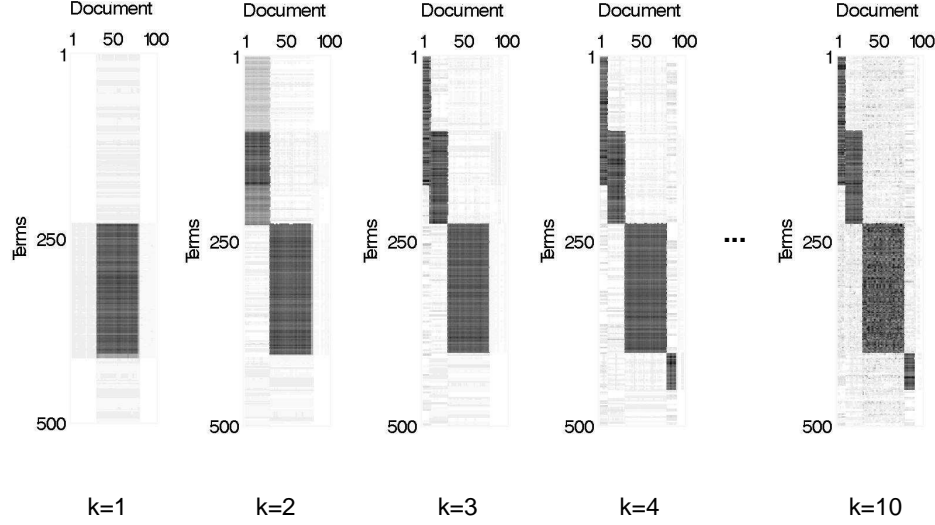 Document Document Document Document Document
1 50 100 1 50 100 1 50 100 1 50 100 1 50 100
1 1 1 1 1
Terms Terms Terms Terms Terms
250 250 250 250 ... 250
500 500 500 500 500
k=1 k=2 k=3 k=4 k=10